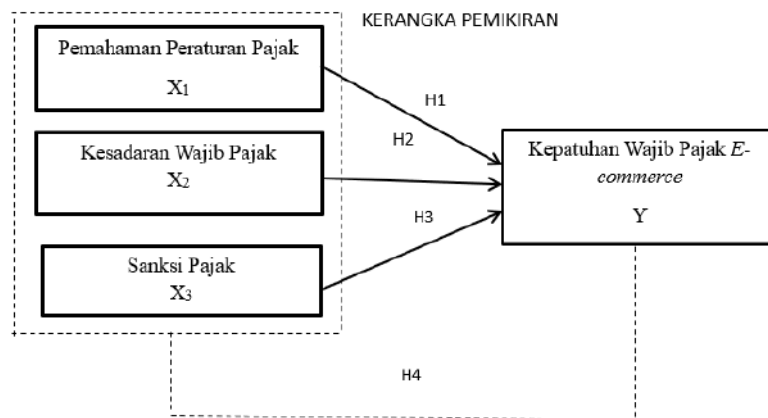 KERANGKA PEMIKIRAN
Pemahaman Peraturan Pajak
X1
H1
H2
Kesadaran Wajib Pajak
X2
Kepatuhan Wajib Pajak E-
commerce
Y
H3
Sanksi Pajak
X3
H4